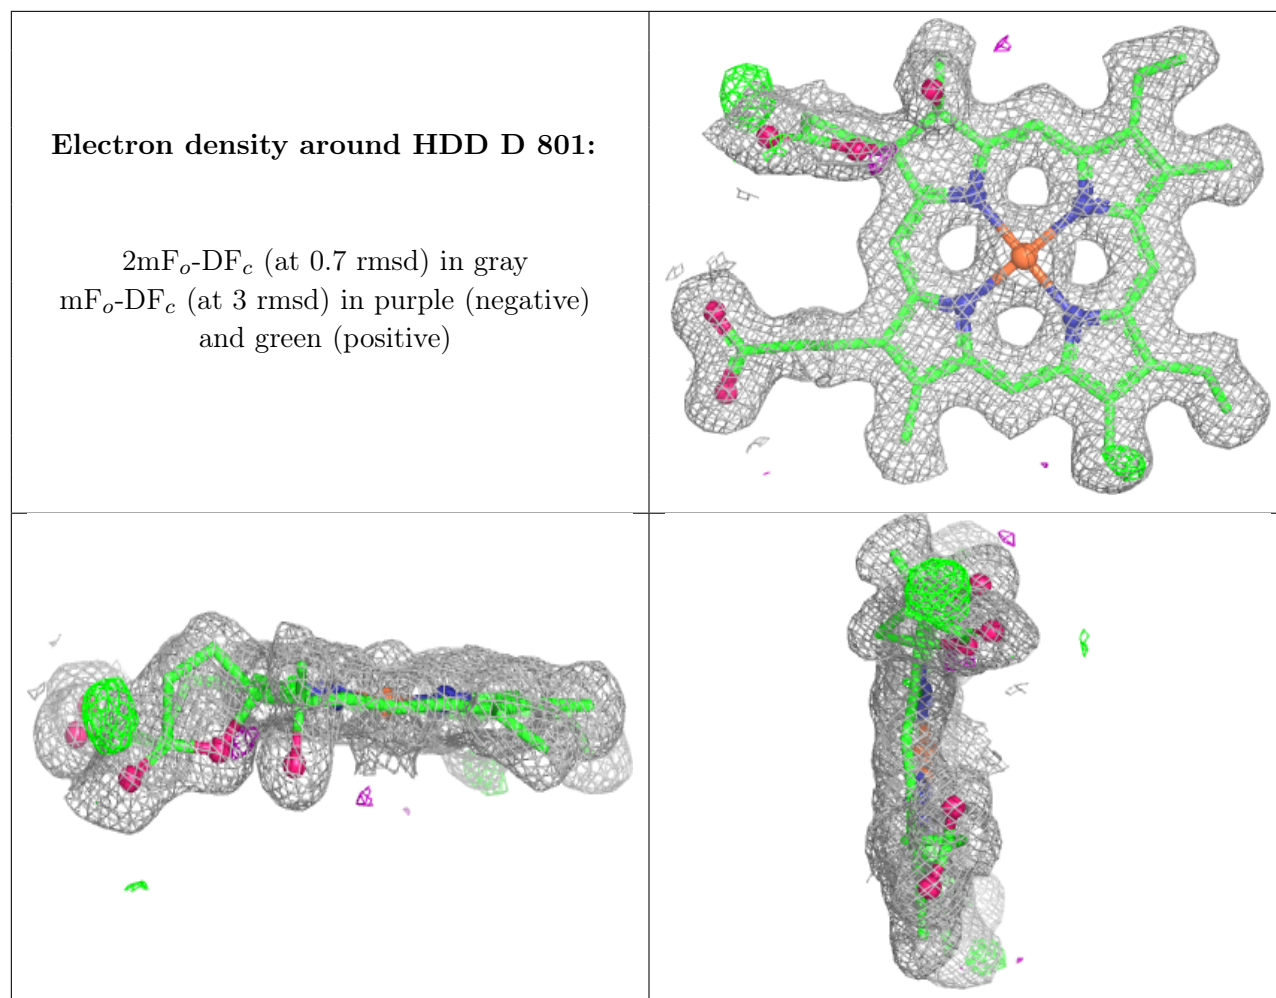 Electron density around HDD D 801:
2mFo-DFc (at 0.7 rmsd) in gray
mFo-DFc (at 3 rmsd) in purple (negative)
and green (positive)